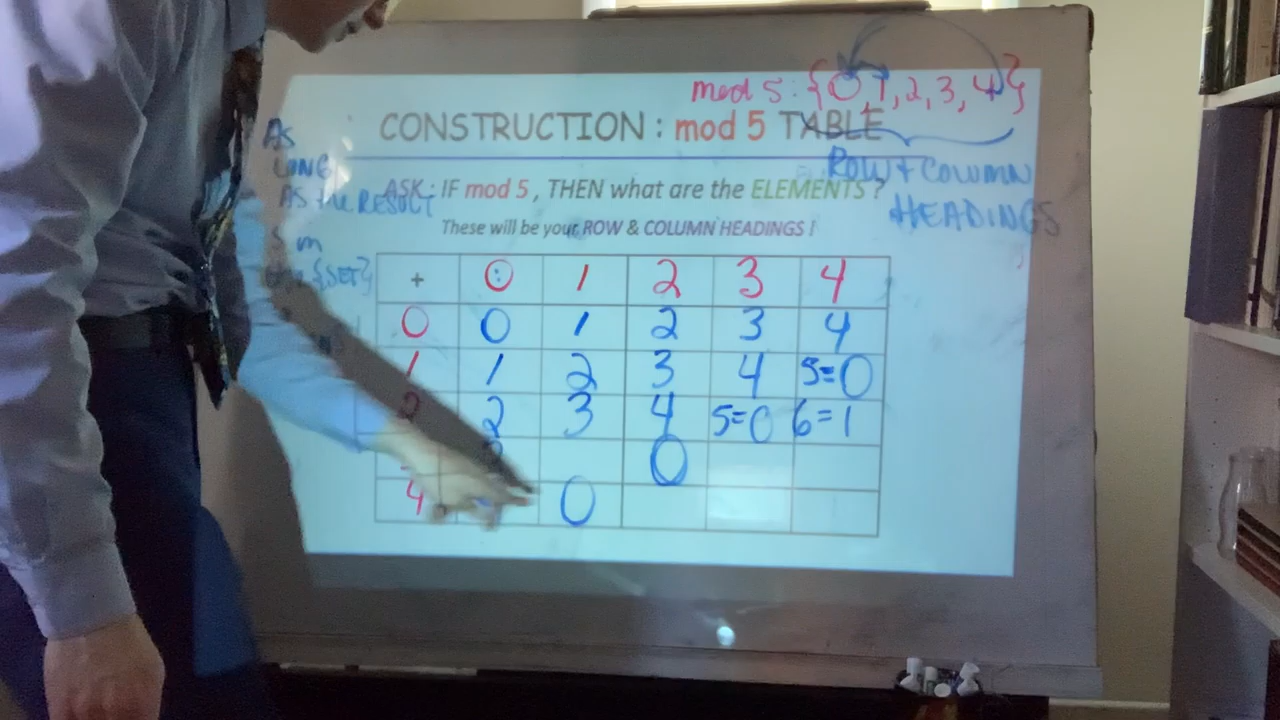 mod 5: {0, 1, 2, 3, 4}
CONSTRUCTION : mod 5 TABLE
ROW + COLUMN
HEADINGS
AS
LONG
AS the RESULT
{SET}
ASK : IF mod 5 , THEN what are the ELEMENTS ?
These will be your ROW & COLUMN HEADINGS !
+ 0 1 2 3 4
0 0 1 2 3 4
1 1 2 3 4 5=0
2 2 3 4 5=0 6=1
0
4 0